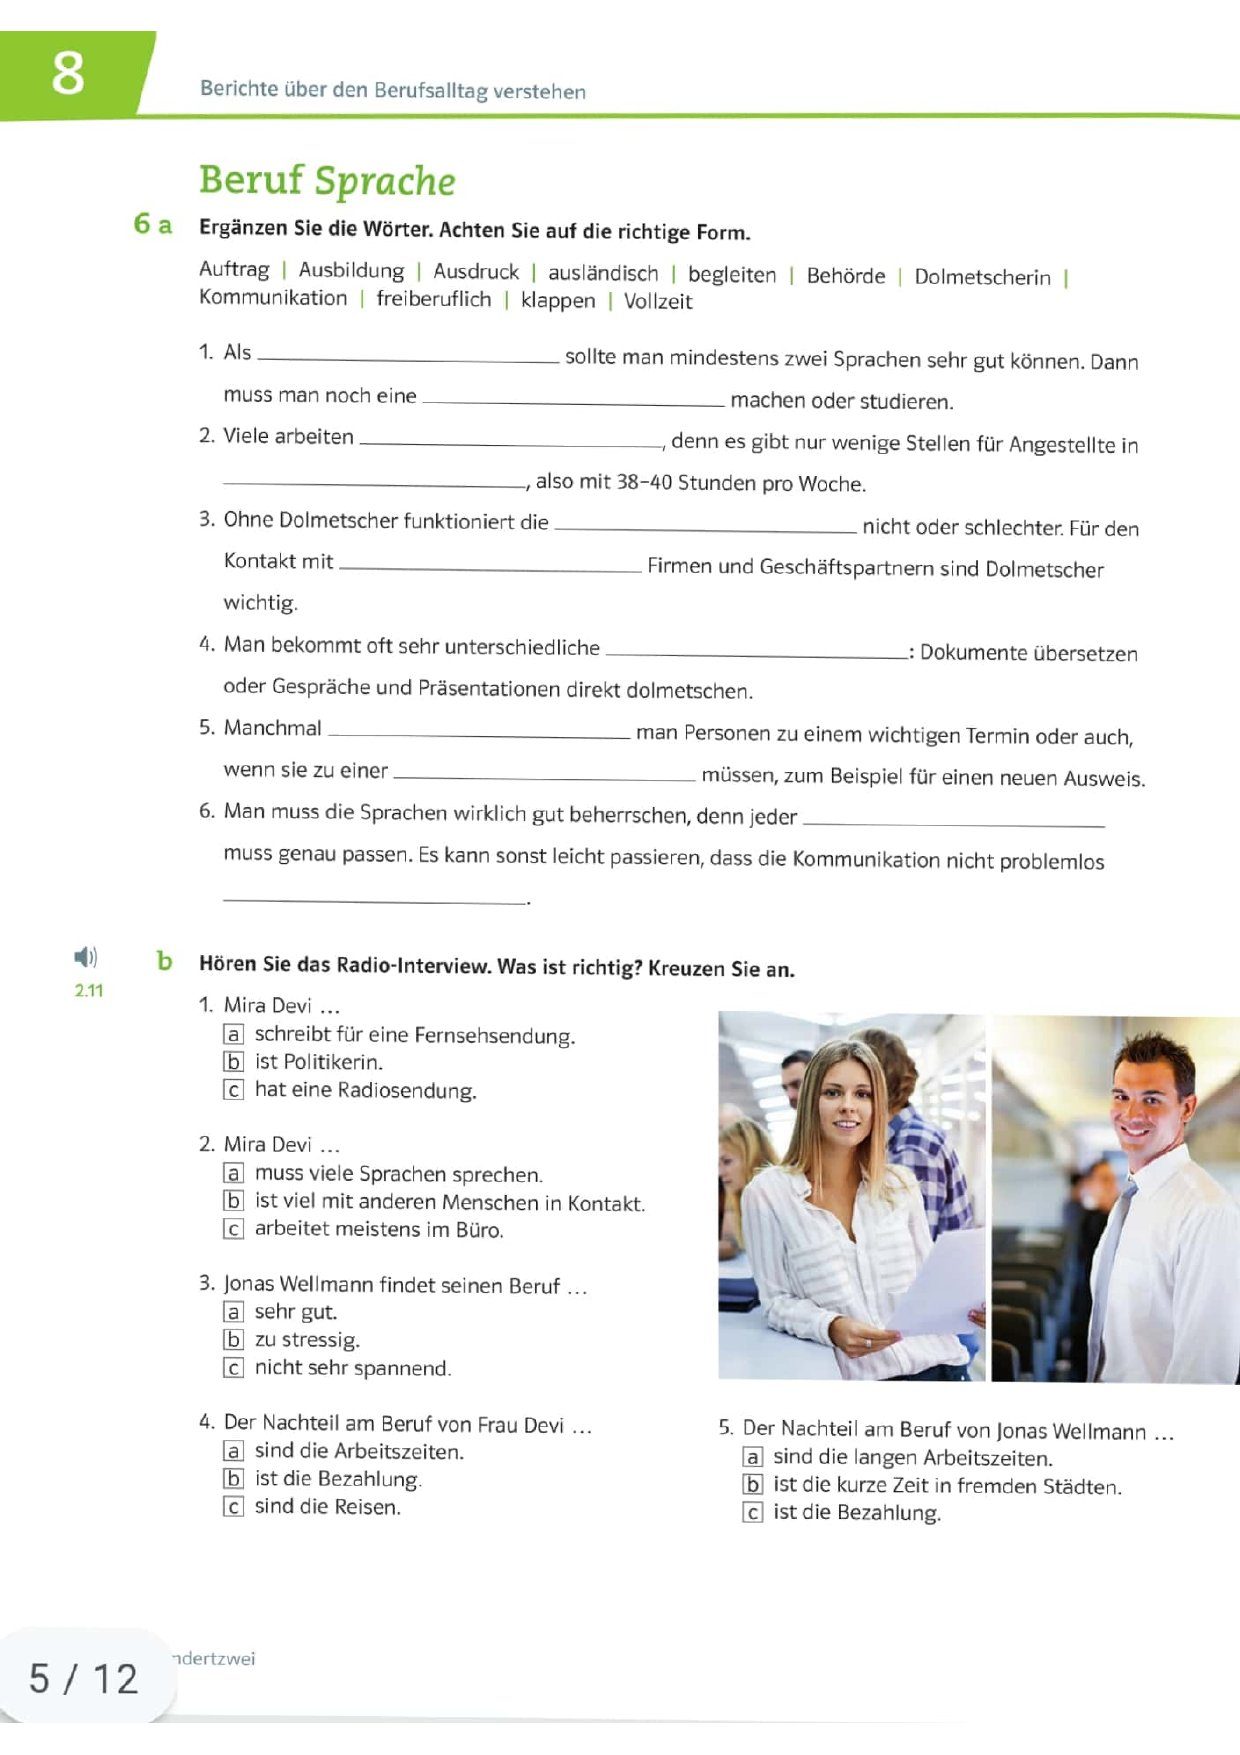 8
Berichte über den Berufsalltag verstehen
Beruf Sprache
6 a Ergänzen Sie die Wörter. Achten Sie auf die richtige Form.
Auftrag | Ausbildung | Ausdruck | ausländisch | begleiten | Behörde | Dolmetscherin |
Kommunikation | freiberuflich | klappen | Vollzeit
1. Als ______ sollte man mindestens zwei Sprachen sehr gut können. Dann
muss man noch eine ______ machen oder studieren.
2. Viele arbeiten ______, denn es gibt nur wenige Stellen für Angestellte in
______, also mit 38–40 Stunden pro Woche.
3. Ohne Dolmetscher funktioniert die ______ nicht oder schlechter. Für den
Kontakt mit ______ Firmen und Geschäftspartnern sind Dolmetscher
wichtig.
4. Man bekommt oft sehr unterschiedliche ______: Dokumente übersetzen
oder Gespräche und Präsentationen direkt dolmetschen.
5. Manchmal ______ man Personen zu einem wichtigen Termin oder auch,
wenn sie zu einer ______ müssen, zum Beispiel für einen neuen Ausweis.
6. Man muss die Sprachen wirklich gut beherrschen, denn jeder ______
muss genau passen. Es kann sonst leicht passieren, dass die Kommunikation nicht problemlos
______.
2.11
b Hören Sie das Radio-Interview. Was ist richtig? Kreuzen Sie an.
1. Mira Devi ...
a schreibt für eine Fernsehsendung.
b ist Politikerin.
c hat eine Radiosendung.
2. Mira Devi ...
a muss viele Sprachen sprechen.
b ist viel mit anderen Menschen in Kontakt.
c arbeitet meistens im Büro.
3. Jonas Wellmann findet seinen Beruf ...
a sehr gut.
b zu stressig.
c nicht sehr spannend.
4. Der Nachteil am Beruf von Frau Devi ...
a sind die Arbeitszeiten.
b ist die Bezahlung.
c sind die Reisen.
5. Der Nachteil am Beruf von Jonas Wellmann ...
a sind die langen Arbeitszeiten.
b ist die kurze Zeit in fremden Städten.
c ist die Bezahlung.
ndertzwei
5 / 12